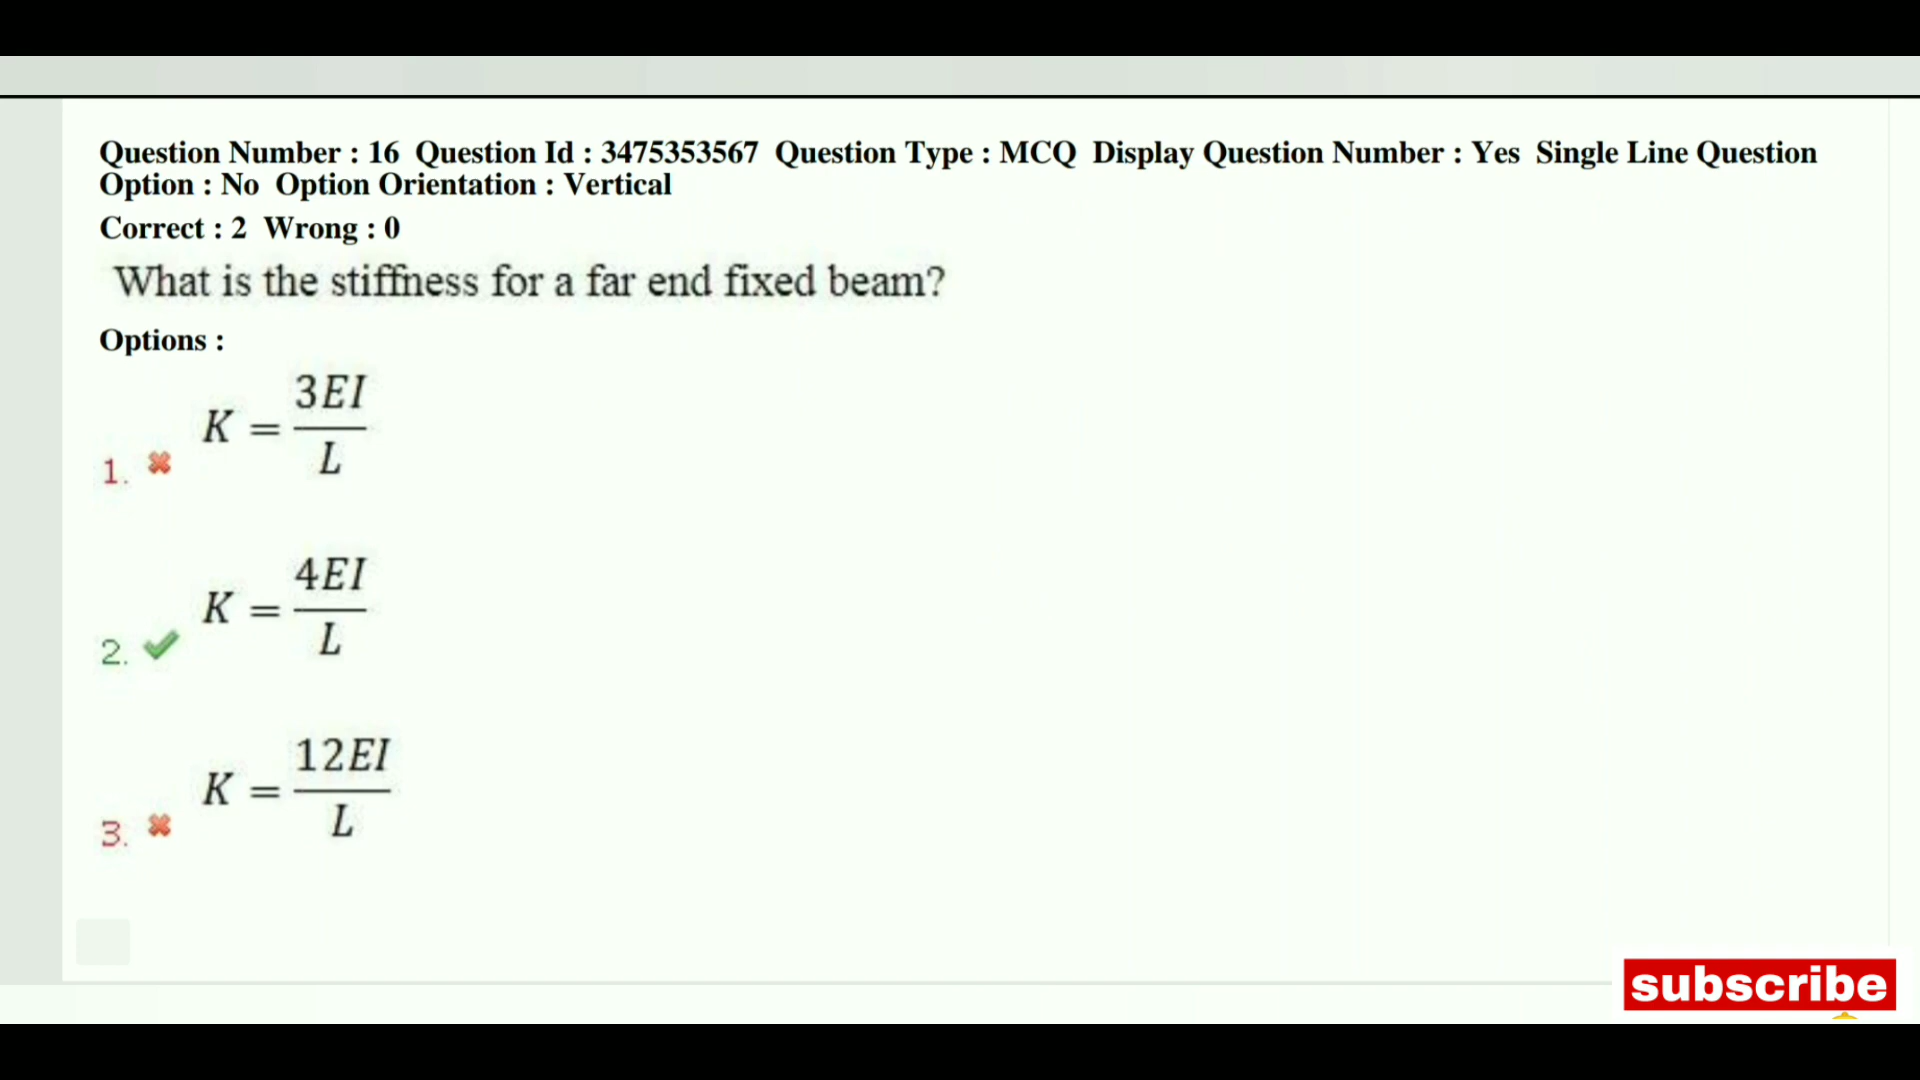 Question Number : 16 Question Id : 3475353567 Question Type : MCQ Display Question Number : Yes Single Line Question
Option : No Option Orientation : Vertical
Correct : 2 Wrong : 0
What is the stiffness for a far end fixed beam?
Options :
1. K = 3EI / L
2. K = 4EI / L
3. K = 12EI / L
subscribe